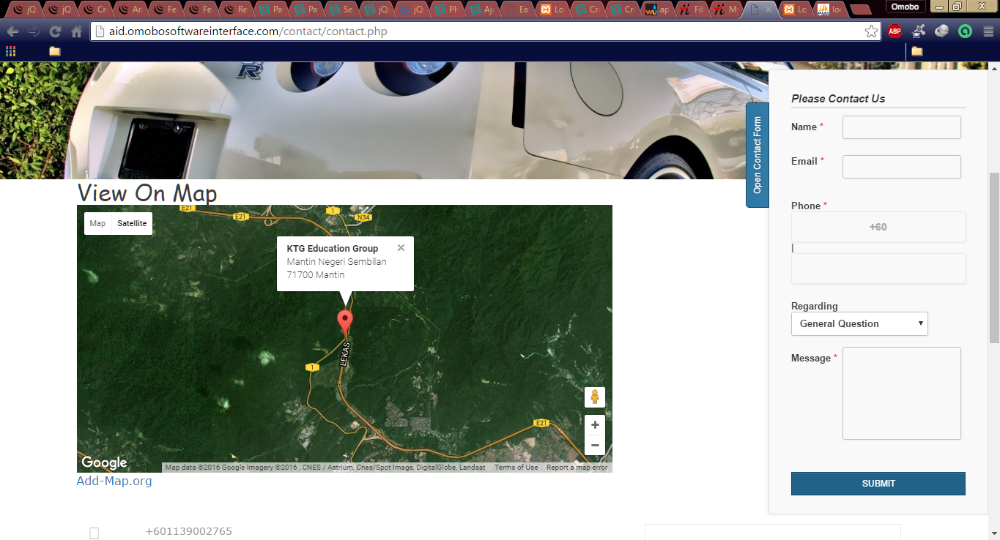 jQ
jQ
Cr
Ar
Fe
Fe
Re
Pa
Pa
Se
jQ
jQ
PH
Aja
Ea
Lo
Cr
Cr
ap
Fil
M
Lo
loc
Omobo
aid.omobosoftwareinterface.com/contact/contact.php
ABP
R
Please Contact Us
Name *
Email *
Phone *
+60
|
Regarding
General Question
Message *
SUBMIT
Open Contact Form
View On Map
Map
Satellite
E21
E21
1
N34
KTG Education Group
Mantin Negeri Sembilan
71700 Mantin
LEKAS
1
E21
+
−
Google
Map data ©2016 Google Imagery ©2016 , CNES / Astrium, Cnes/Spot Image, DigitalGlobe, Landsat
Terms of Use
Report a map error
Add-Map.org
+601139002765